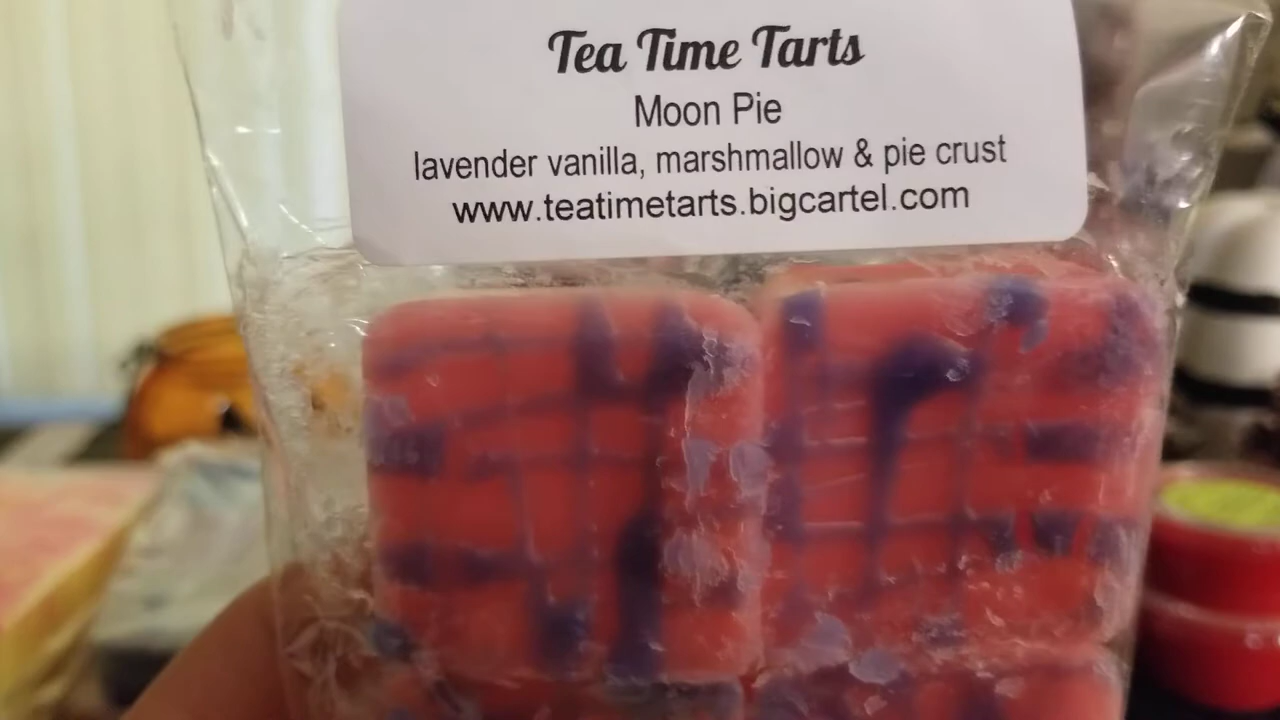 Tea Time Tarts
Moon Pie
lavender vanilla, marshmallow & pie crust
www.teatimetarts.bigcartel.com